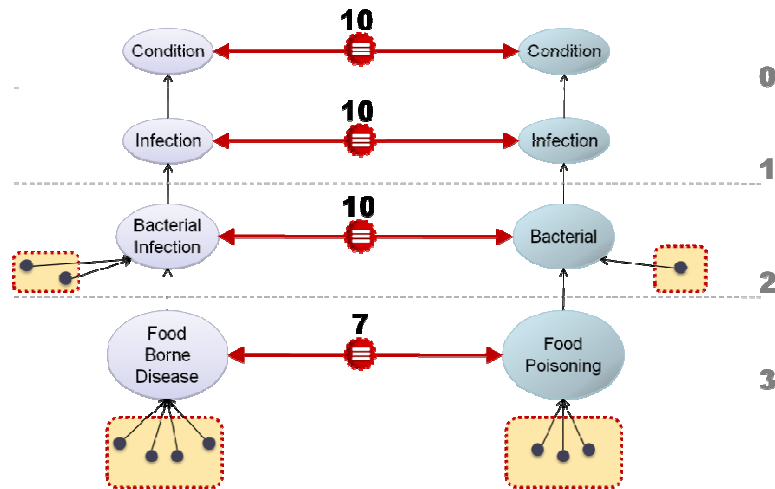 10
Condition
Condition
0
10
Infection
Infection
1
10
Bacterial
Infection
Bacterial
2
7
Food
Borne
Disease
Food
Poisoning
3